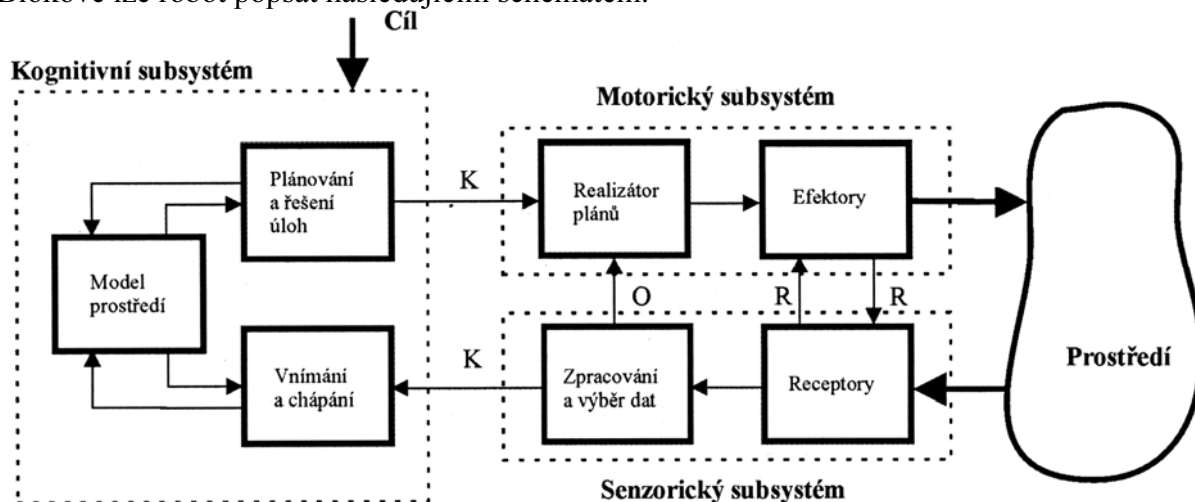 Blokově lze robot popsat následujícím schématem.
Cíl
Kognitivní subsystém
Motorický subsystém
Plánování
a řešení
úloh
K
Realizátor
plánů
Efektory
Model
prostředí
O
R
R
Prostředí
Vnímání
a chápání
K
Zpracování
a výběr dat
Receptory
Senzorický subsystém